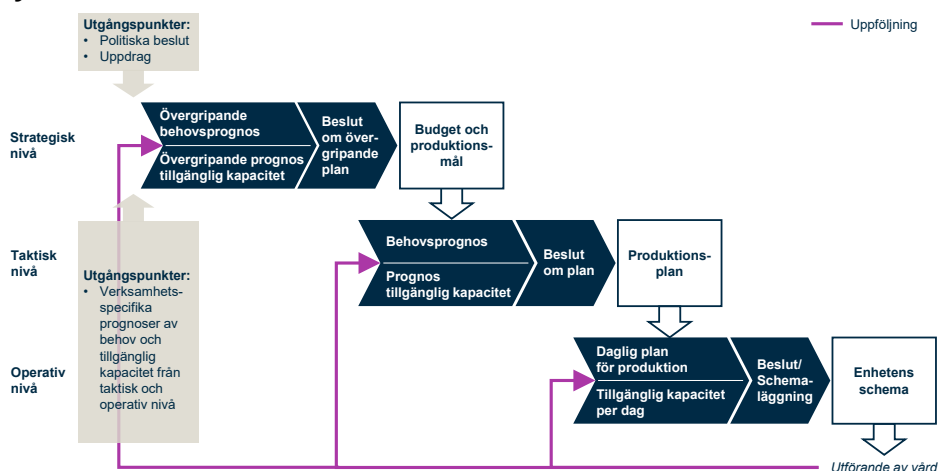 Utgångspunkter:
• Politiska beslut
• Uppdrag
Uppföljning
Strategisk
nivå
Övergripande
behovsprognos
Övergripande prognos
tillgänglig kapacitet
Beslut
om över-
gripande
plan
Budget och
produktions-
mål
Taktisk
nivå
Utgångspunkter:
• Verksamhets-
specifika
prognoser av
behov och
tillgänglig
kapacitet från
taktisk och
operativ nivå
Behovsprognos
Prognos
tillgänglig kapacitet
Beslut
om plan
Produktions-
plan
Operativ
nivå
Daglig plan
för produktion
Tillgänglig kapacitet
per dag
Beslut/
Schema-
läggning
Enhetens
schema
Utförande av vård